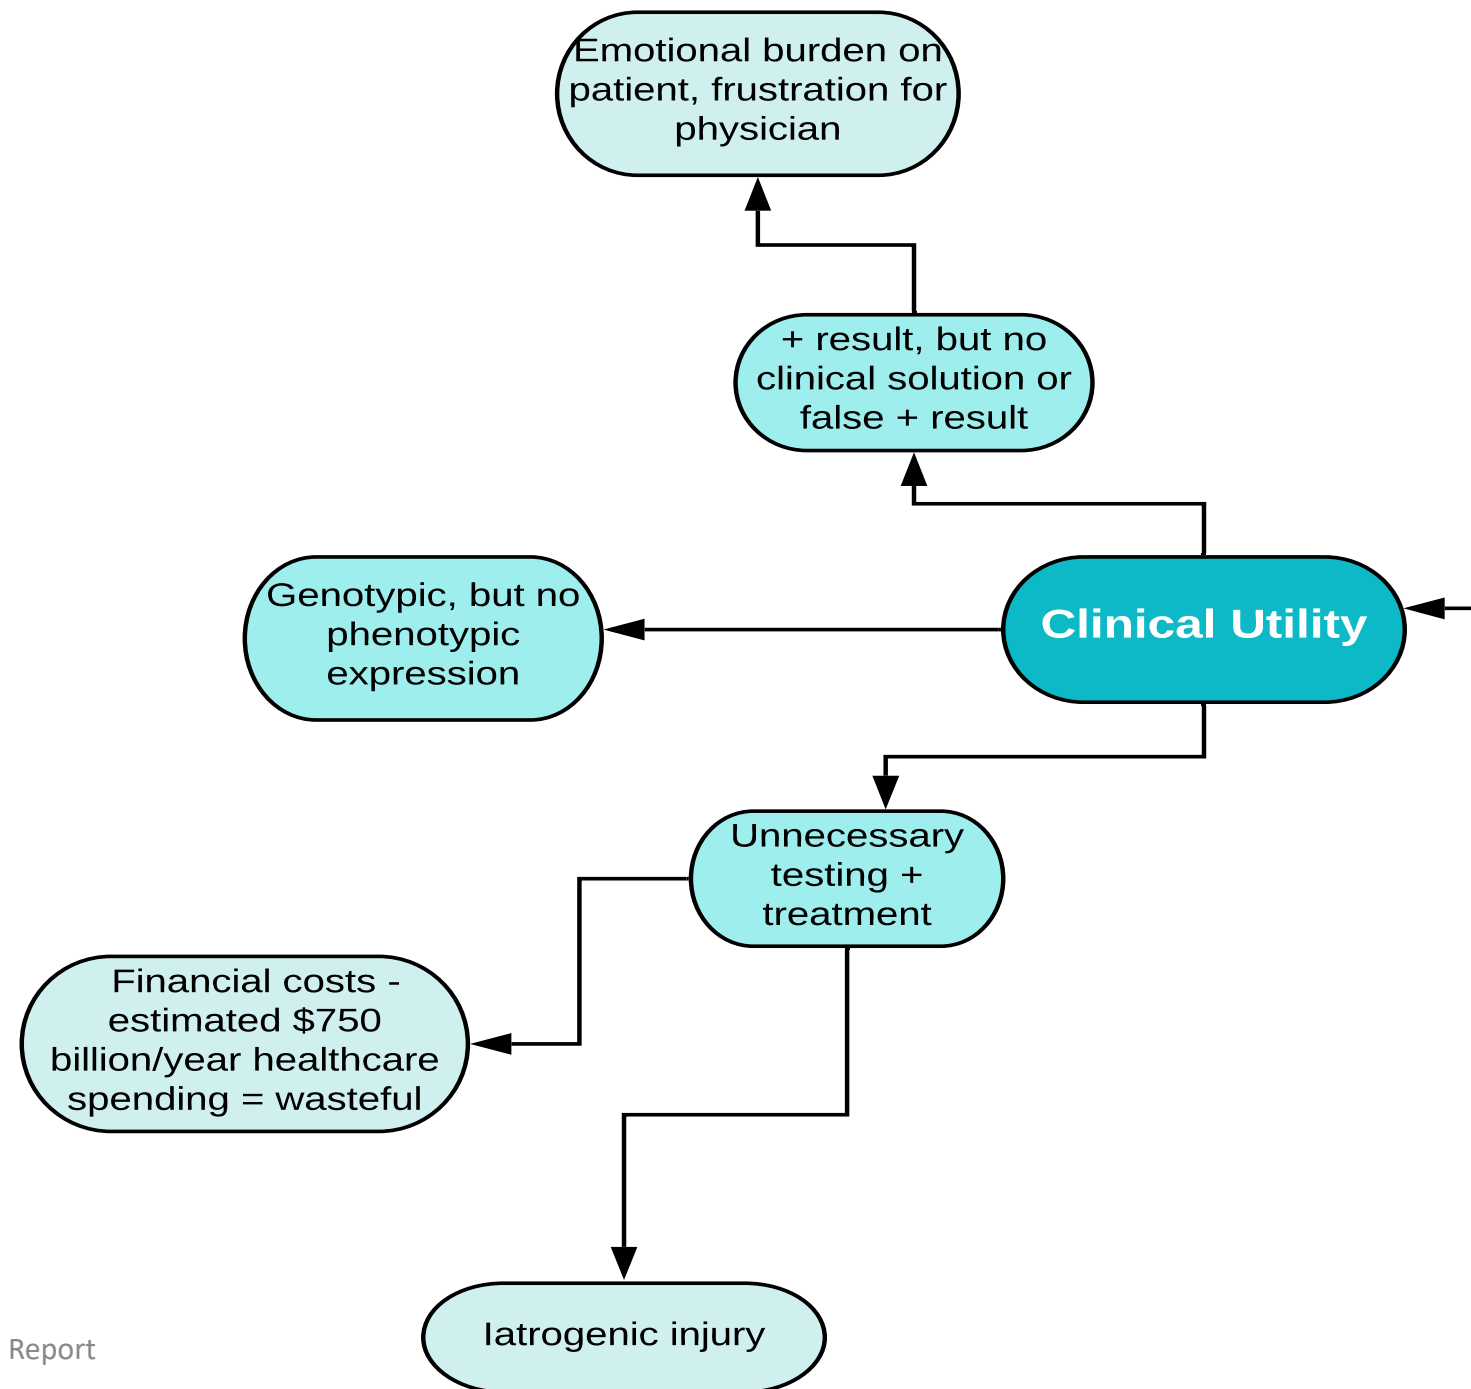 Emotional burden on
patient, frustration for
physician
+ result, but no
clinical solution or
false + result
Genotypic, but no
phenotypic
expression
Clinical Utility
Unnecessary
testing +
treatment
Financial costs -
estimated $750
billion/year healthcare
spending = wasteful
Iatrogenic injury
Report